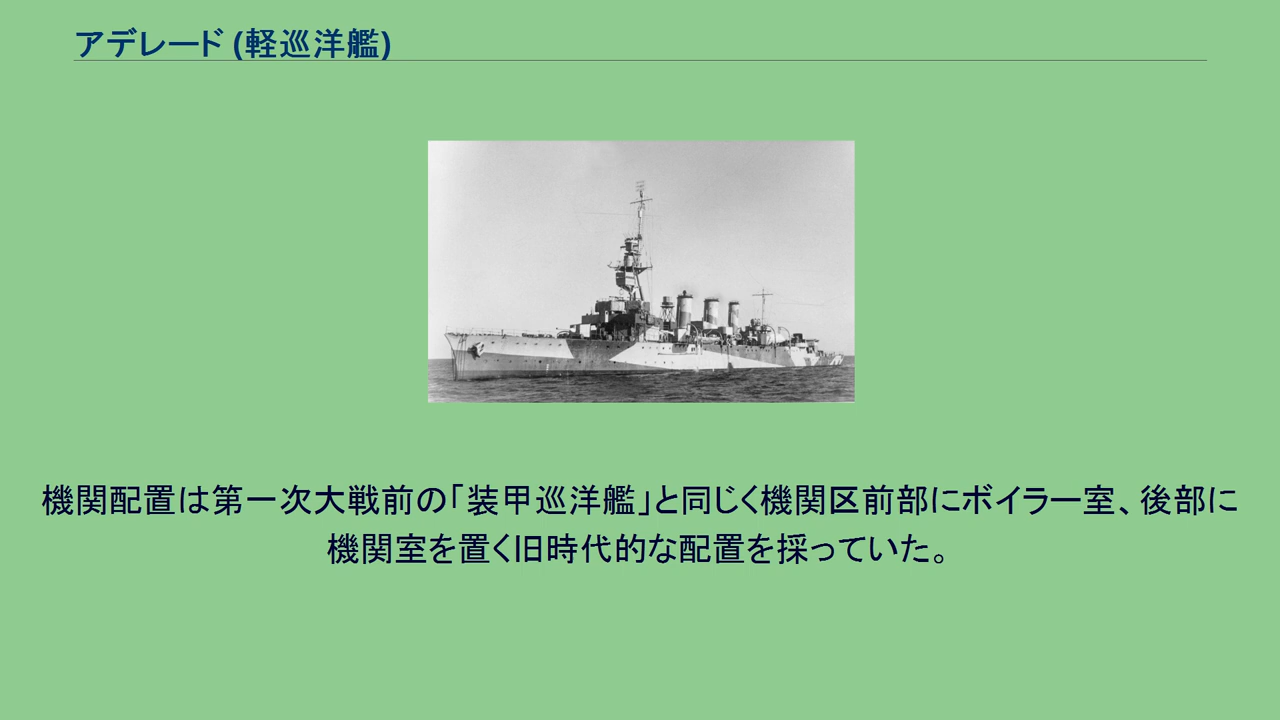 アデレード (軽巡洋艦)
機関配置は第一次大戦前の「装甲巡洋艦」と同じく機関区前部にボイラー室、後部に
機関室を置く旧時代的な配置を採っていた。